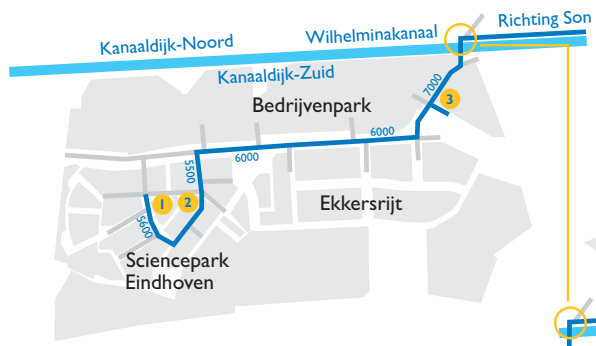 Richting Son
Wilhelminakanaal
Kanaaldijk-Noord
Kanaaldijk-Zuid
7000
3
Bedrijvenpark
6000
6000
5500
1
2
5600
Ekkersrijt
Sciencepark
Eindhoven